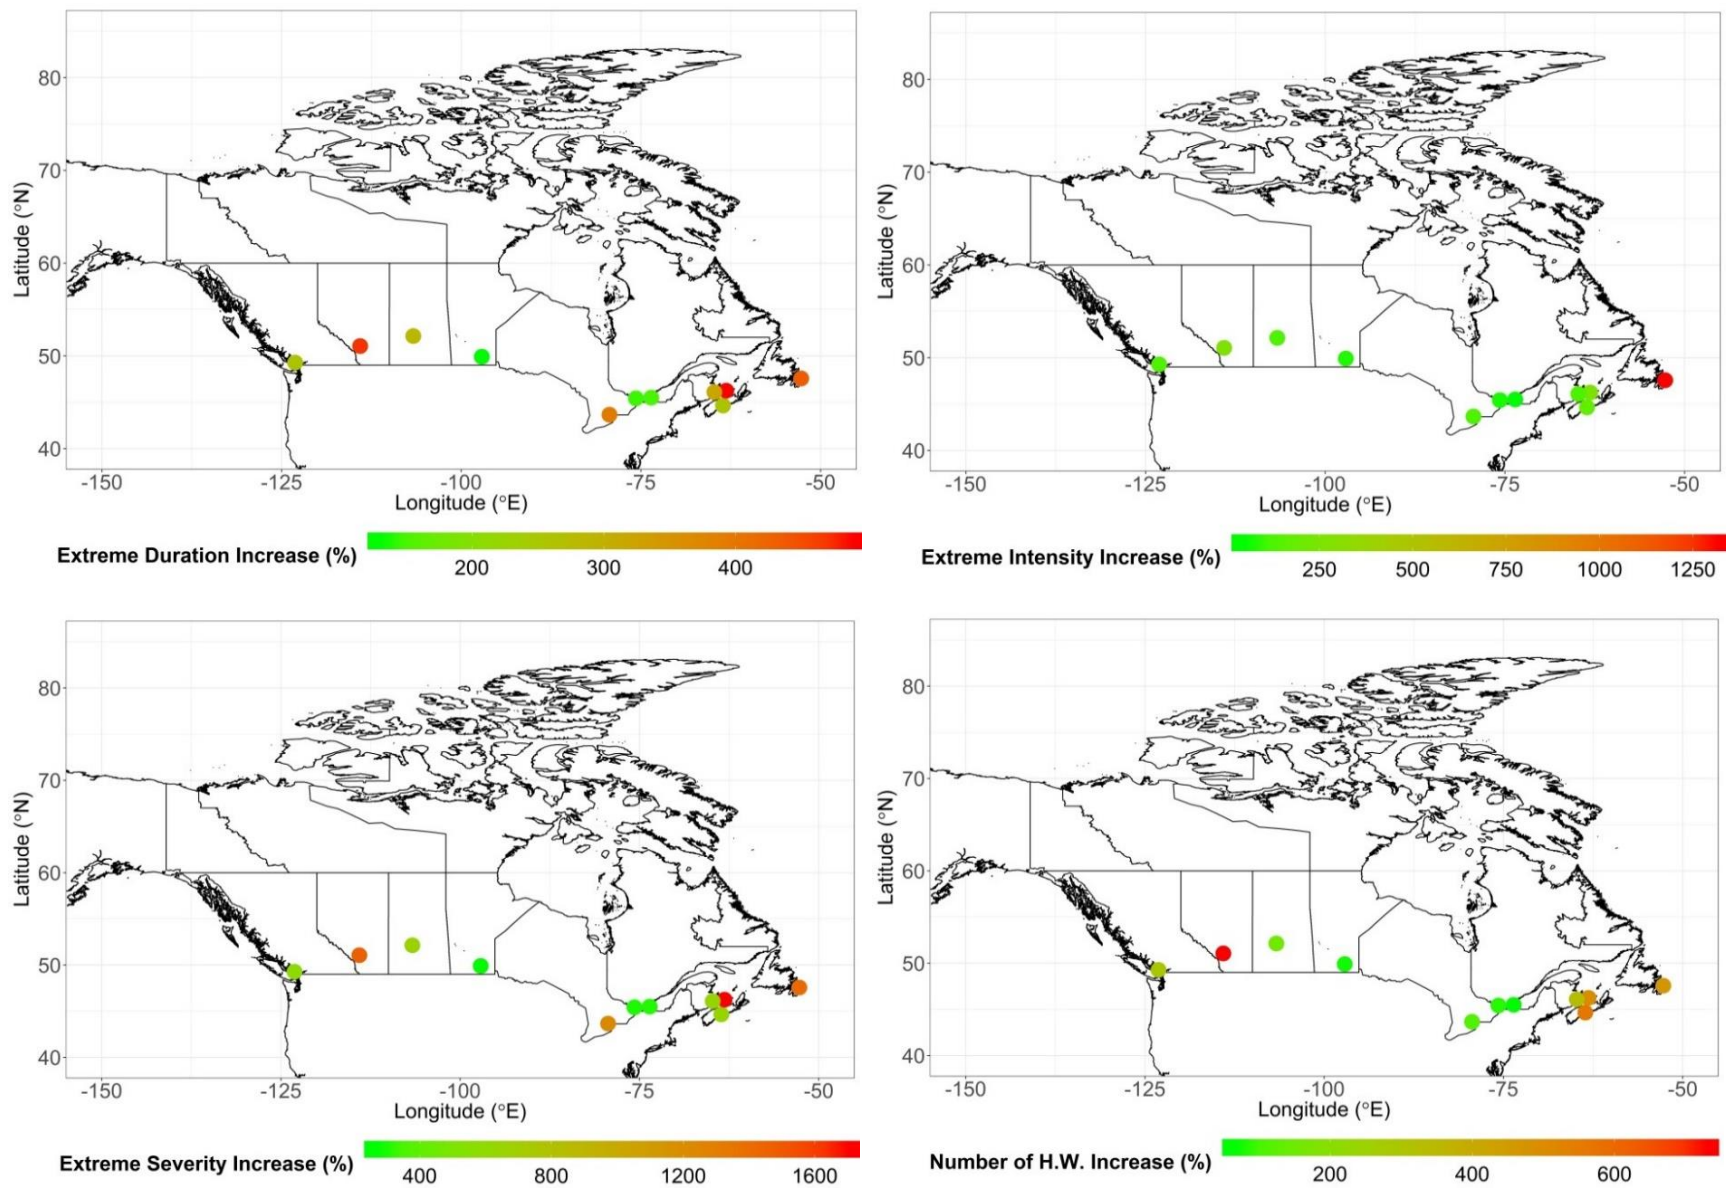 80
70
60
50
40
Latitude (°N)
-150 -125 -100 -75 -50
Longitude (°E)
Extreme Duration Increase (%)
200 300 400
80
70
60
50
40
Latitude (°N)
-150 -125 -100 -75 -50
Longitude (°E)
Extreme Intensity Increase (%)
250 500 750 1000 1250
80
70
60
50
40
Latitude (°N)
-150 -125 -100 -75 -50
Longitude (°E)
Extreme Severity Increase (%)
400 800 1200 1600
80
70
60
50
40
Latitude (°N)
-150 -125 -100 -75 -50
Longitude (°E)
Number of H.W. Increase (%)
200 400 600